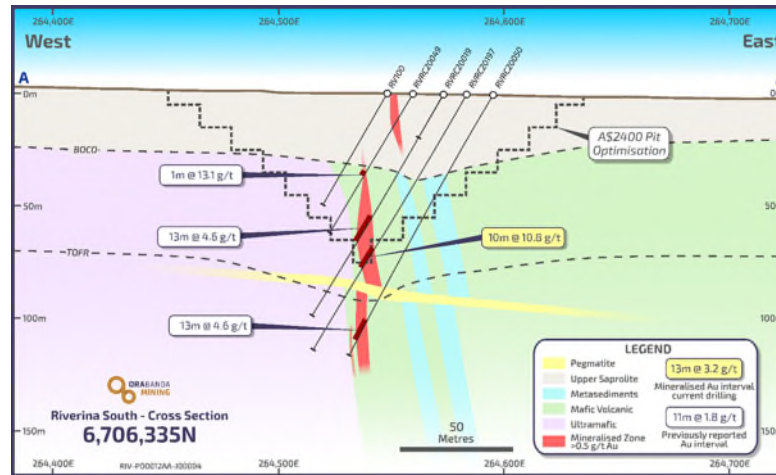 264,400E 264,500E 264,600E 264,700E
West East
A
RV100 RVRC20049 RVRC20019 RVRC20197 RVRC20050
0m
A$2400 Pit
Optimisation
BOCO
1m @ 13.1 g/t
50m
13m @ 4.6 g/t
10m @ 10.8 g/t
TOFR
100m
13m @ 4.6 g/t
LEGEND
Pegmatite
Upper Saprolite
Metasediments
Mafic Volcanic
Ultramafic
Mineralised Zone
>0.5 g/t Au
13m @ 3.2 g/t
Mineralised Au interval
current drilling
11m @ 1.8 g/t
Previously reported
Au interval
ORABANDA
MINING
Riverina South - Cross Section
6,706,335N
50
Metres
150m
264,400E 264,500E 264,600E 264,700E